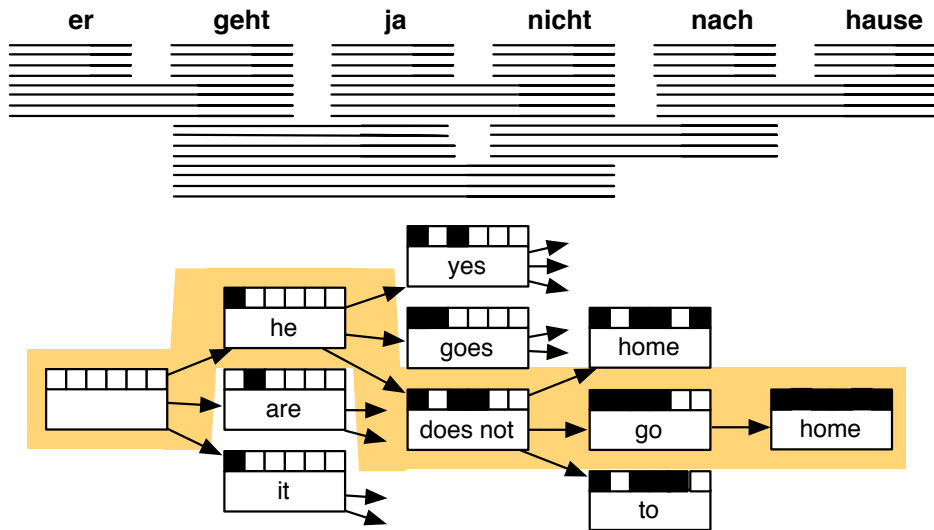 er geht ja nicht nach hause
yes
he
goes
home
are
does not
go
home
it
to